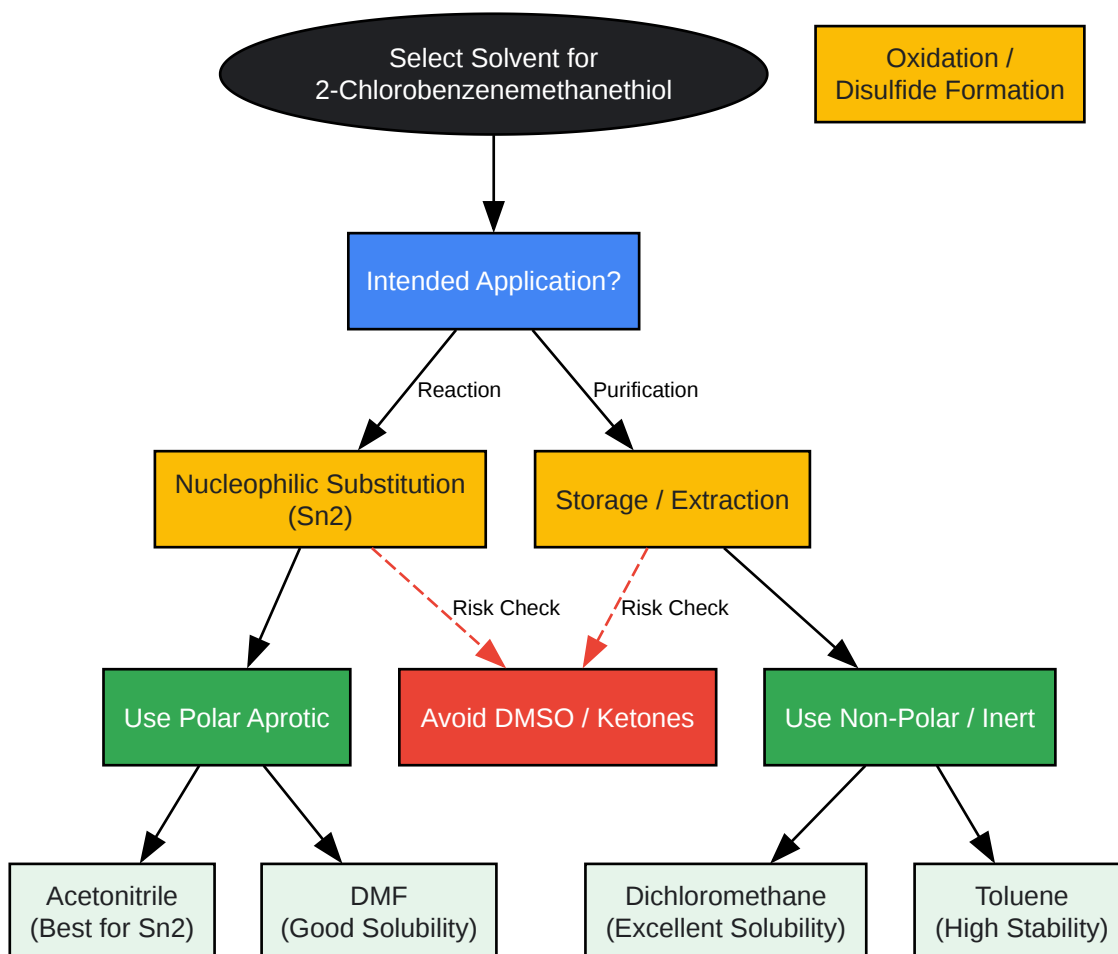 Select Solvent for
2-Chlorobenzenemethanethiol
Oxidation /
Disulfide Formation
Intended Application?
Reaction
Purification
Nucleophilic Substitution
(Sn2)
Storage / Extraction
Risk Check
Risk Check
Use Polar Aprotic
Avoid DMSO / Ketones
Use Non-Polar / Inert
Acetonitrile
(Best for Sn2)
DMF
(Good Solubility)
Dichloromethane
(Excellent Solubility)
Toluene
(High Stability)